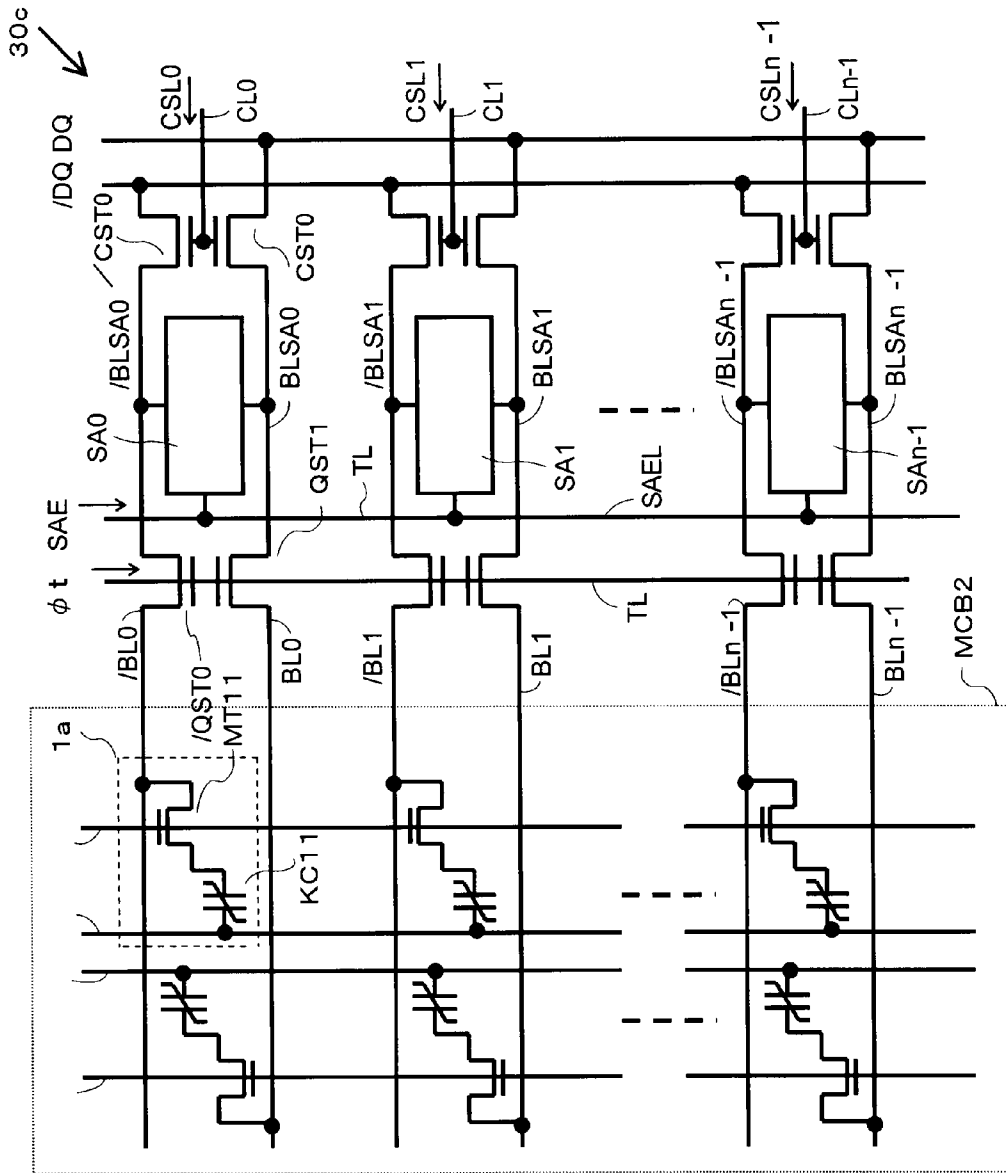 30c
/DQ DQ
CSL0
CL0
/CST0
CST0
/BLSA0
BLSA0
SA0
SAE
TL
QST1
φt
/BL0
BL0
/QST0
MT11
1a
KC11
CSL1
CL1
/BLSA1
BLSA1
SA1
SAEL
/BL1
BL1
TL
CSLn-1
CLn-1
/BLSAn-1
BLSAn-1
SAn-1
/BLn-1
BLn-1
MCB2